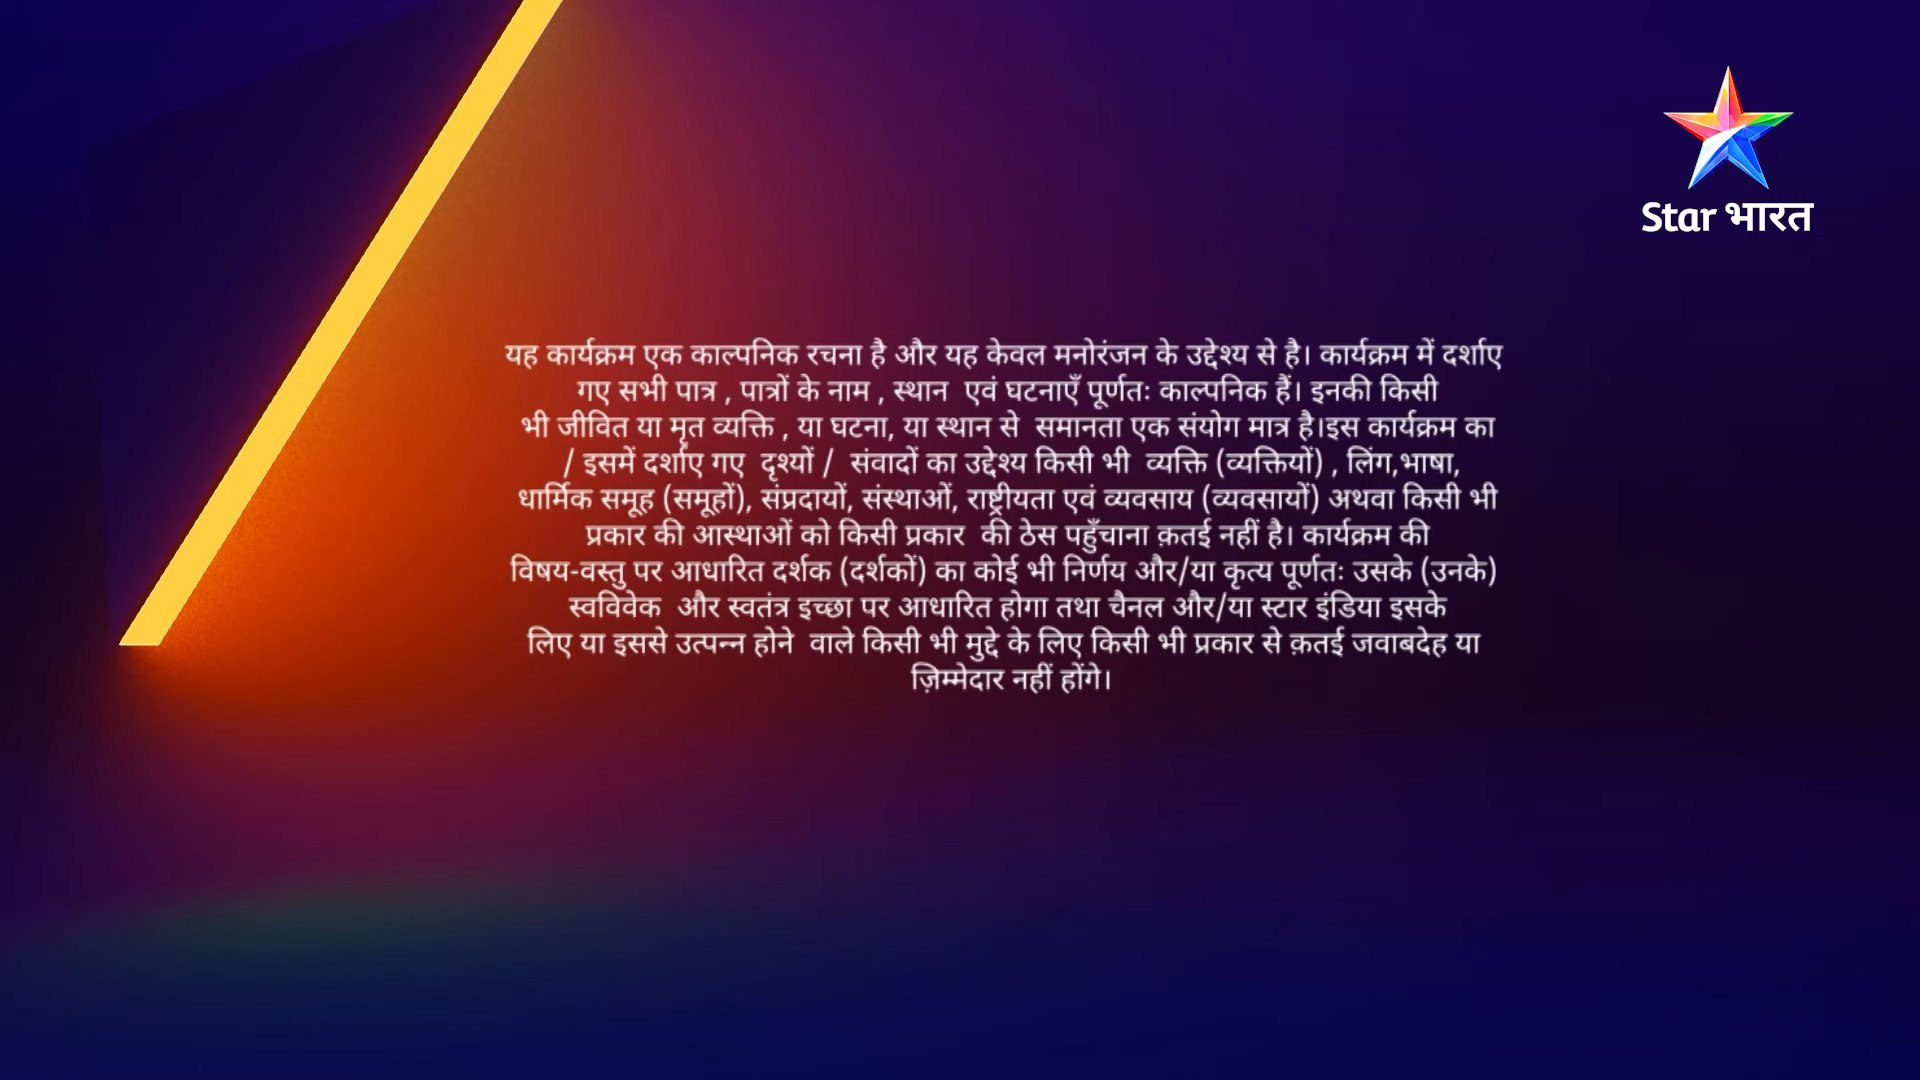 Star भारत
यह कार्यक्रम एक काल्पनिक रचना है और यह केवल मनोरंजन के उद्देश्य से है। कार्यक्रम में दर्शाए
गए सभी पात्र , पात्रों के नाम , स्थान  एवं घटनाएँ पूर्णतः काल्पनिक हैं। इनकी किसी
भी जीवित या मृत व्यक्ति , या घटना, या स्थान से  समानता एक संयोग मात्र है।इस कार्यक्रम का
/ इसमें दर्शाए गए  दृश्यों /  संवादों का उद्देश्य किसी भी  व्यक्ति (व्यक्तियों) , लिंग,भाषा,
धार्मिक समूह (समूहों), संप्रदायों, संस्थाओं, राष्ट्रीयता एवं व्यवसाय (व्यवसायों) अथवा किसी भी
प्रकार की आस्थाओं को किसी प्रकार  की ठेस पहुँचाना क़तई नहीं है। कार्यक्रम की
विषय-वस्तु पर आधारित दर्शक (दर्शकों) का कोई भी निर्णय और/या कृत्य पूर्णतः उसके (उनके)
स्वविवेक  और स्वतंत्र इच्छा पर आधारित होगा तथा चैनल और/या स्टार इंडिया इसके
लिए या इससे उत्पन्न होने  वाले किसी भी मुद्दे के लिए किसी भी प्रकार से क़तई जवाबदेह या
ज़िम्मेदार नहीं होंगे।